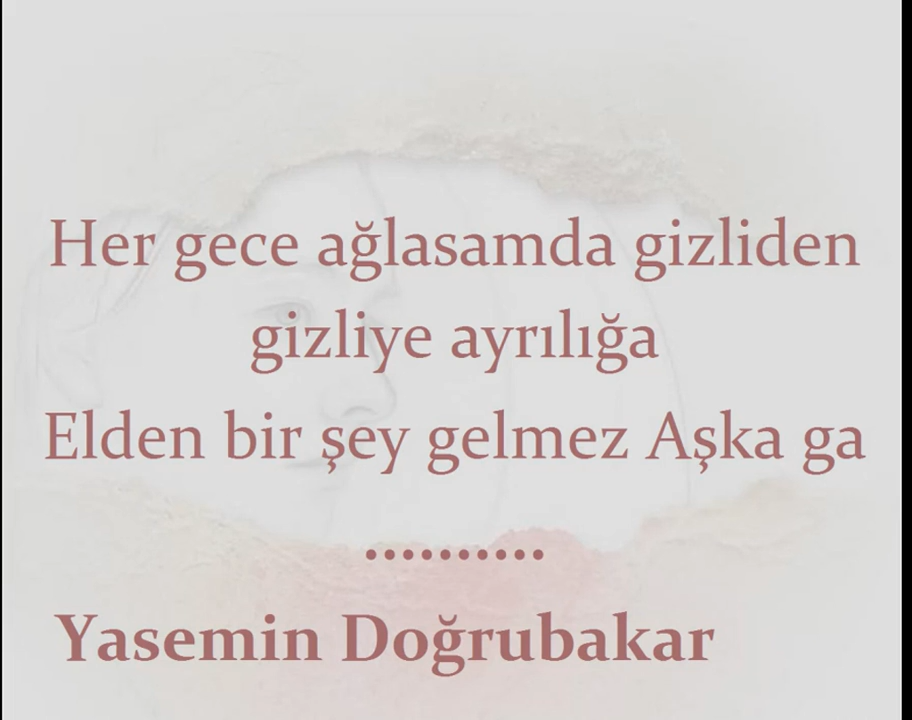 Her gece ağlasamda gizliden
gizliye ayrılığa
Elden bir şey gelmez Aşka ga
..........
Yasemin Doğrubakar